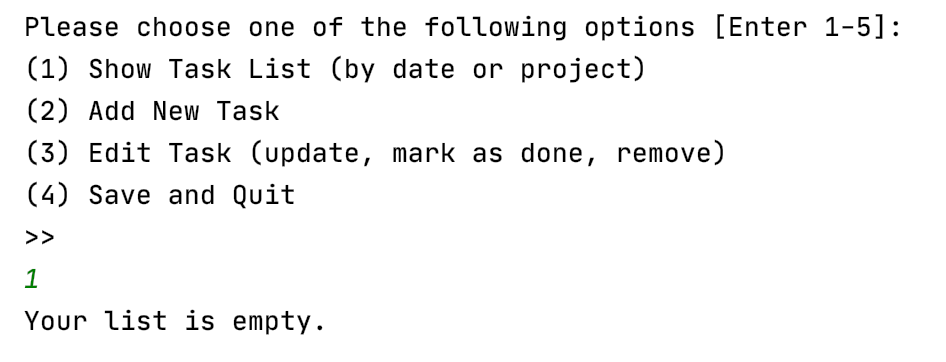 Please choose one of the following options [Enter 1-5]:
(1) Show Task List (by date or project)
(2) Add New Task
(3) Edit Task (update, mark as done, remove)
(4) Save and Quit
>>
1
Your list is empty.